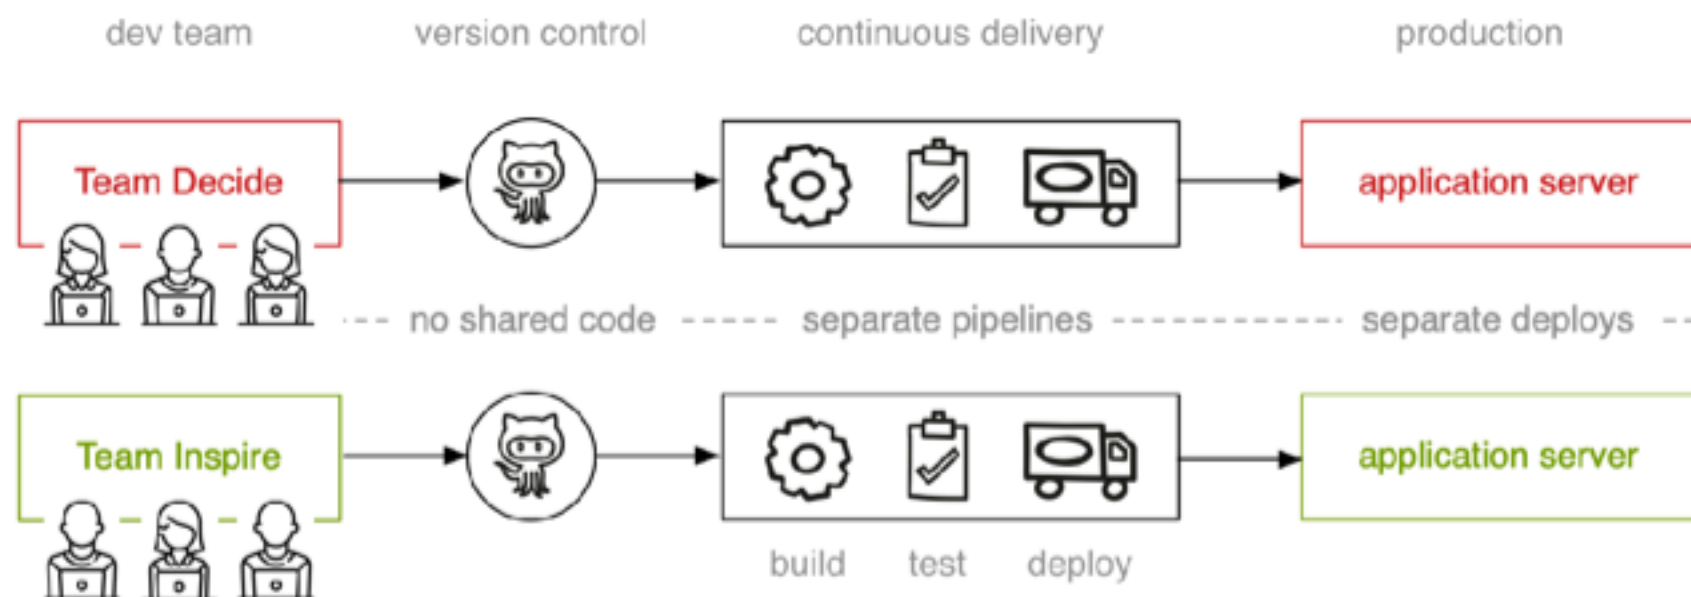 dev team version control continuous delivery production
Team Decide application server
no shared code separate pipelines separate deploys
Team Inspire application server
build test deploy